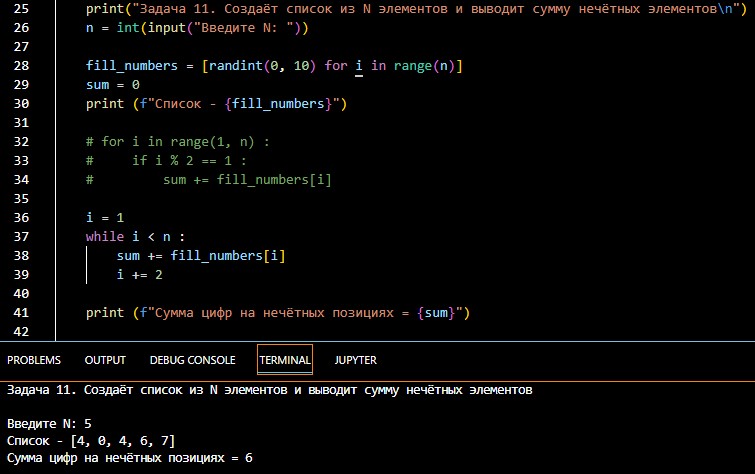 25 print("Задача 11. Создаёт список из N элементов и выводит сумму нечётных элементов\n")
26 n = int(input("Введите N: "))
27
28 fill_numbers = [randint(0, 10) for i in range(n)]
29 sum = 0
30 print (f"Список - {fill_numbers}")
31
32 # for i in range(1, n) :
33 #     if i % 2 == 1 :
34 #         sum += fill_numbers[i]
35
36 i = 1
37 while i < n :
38     sum += fill_numbers[i]
39     i += 2
40
41 print (f"Сумма цифр на нечётных позициях = {sum}")
42
PROBLEMS OUTPUT DEBUG CONSOLE TERMINAL JUPYTER
Задача 11. Создаёт список из N элементов и выводит сумму нечётных элементов
Введите N: 5
Список - [4, 0, 4, 6, 7]
Сумма цифр на нечётных позициях = 6